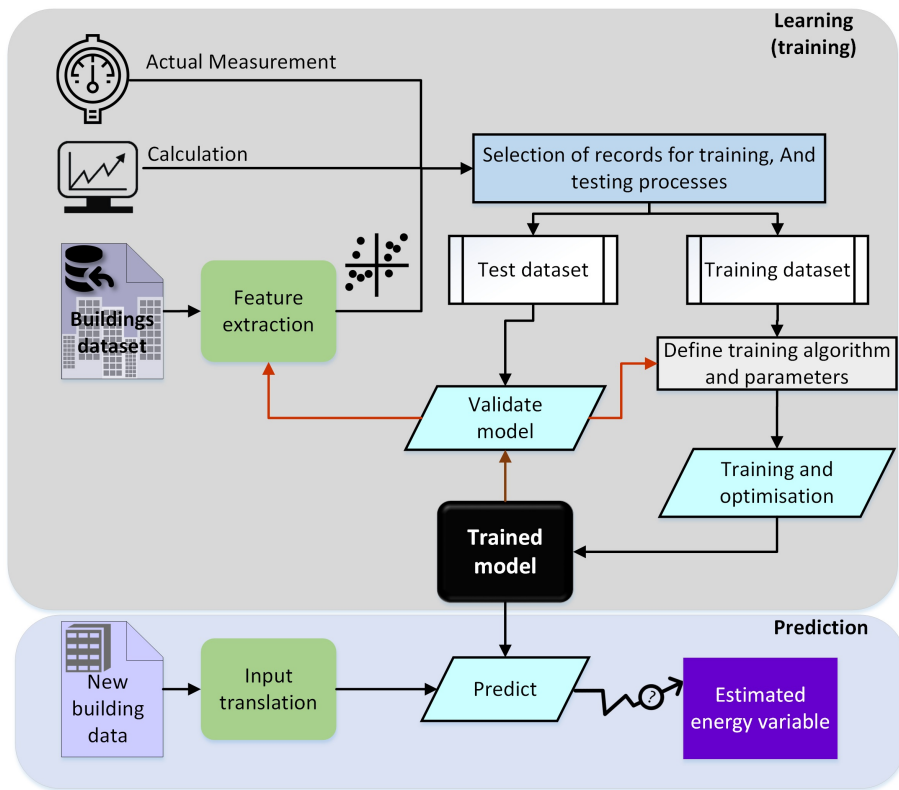 Learning
(training)
Actual Measurement
Calculation
Selection of records for training, And
testing processes
Test dataset
Training dataset
Buildings
dataset
Feature
extraction
Define training algorithm
and parameters
Validate
model
Training and
optimisation
Trained
model
Prediction
New
building
data
Input
translation
Predict
?
Estimated
energy variable